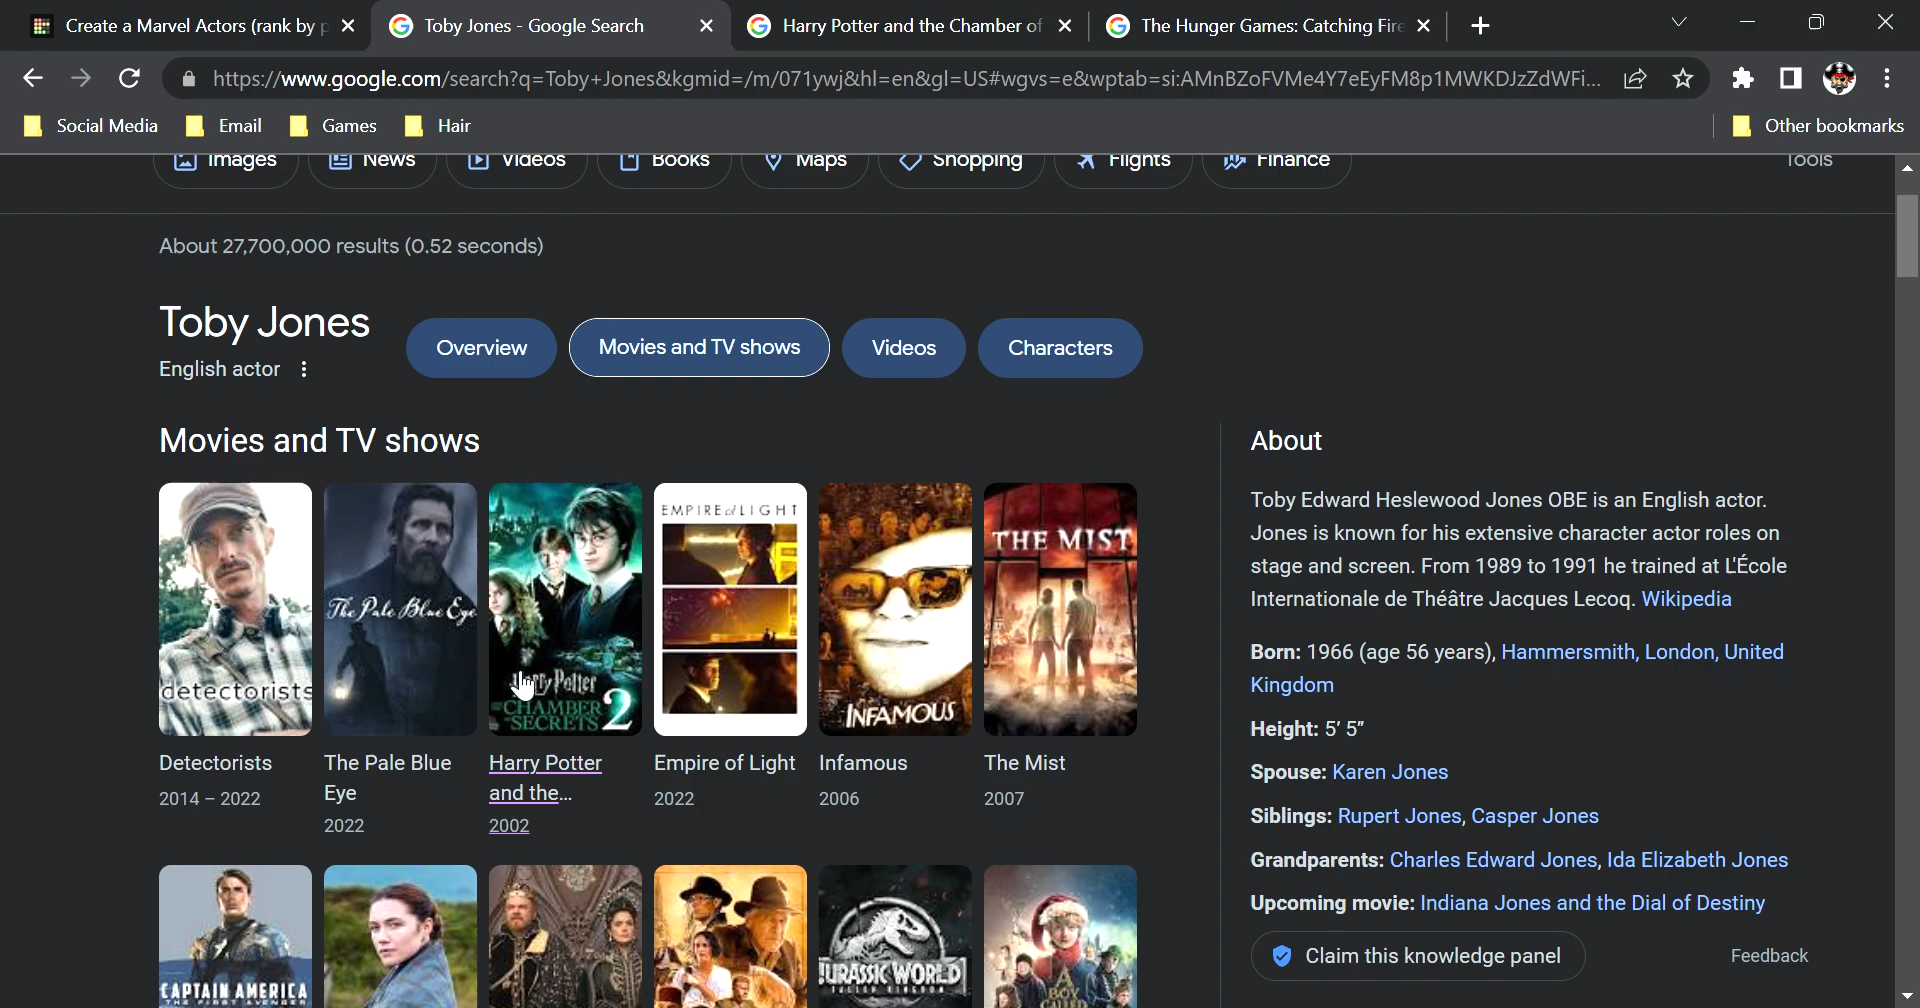 Create a Marvel Actors (rank by p
Toby Jones - Google Search
Harry Potter and the Chamber of
The Hunger Games: Catching Fire
https://www.google.com/search?q=Toby+Jones&kgmid=/m/071ywj&hl=en&gl=US#wgvs=e&wptab=si:AMnBZoFVMe4Y7eEyFM8p1MWKDJzZdWFi...
Social Media Email Games Hair Other bookmarks
Images News Videos Books Maps Shopping Flights Finance Tools
About 27,700,000 results (0.52 seconds)
Toby Jones
English actor
Overview Movies and TV shows Videos Characters
Movies and TV shows
detectorists
The Pale Blue Eye
Harry Potter
CHAMBER
SECRETS 2
EMPIRE of LIGHT
INFAMOUS
THE MIST
Detectorists
2014 – 2022
The Pale Blue
Eye
2022
Harry Potter
and the...
2002
Empire of Light
2022
Infamous
2006
The Mist
2007
CAPTAIN AMERICA
THE FIRST AVENGER
JURASSIC WORLD
A
BOY
About
Toby Edward Heslewood Jones OBE is an English actor.
Jones is known for his extensive character actor roles on
stage and screen. From 1989 to 1991 he trained at L'École
Internationale de Théâtre Jacques Lecoq. Wikipedia
Born: 1966 (age 56 years), Hammersmith, London, United
Kingdom
Height: 5′ 5″
Spouse: Karen Jones
Siblings: Rupert Jones, Casper Jones
Grandparents: Charles Edward Jones, Ida Elizabeth Jones
Upcoming movie: Indiana Jones and the Dial of Destiny
Claim this knowledge panel
Feedback